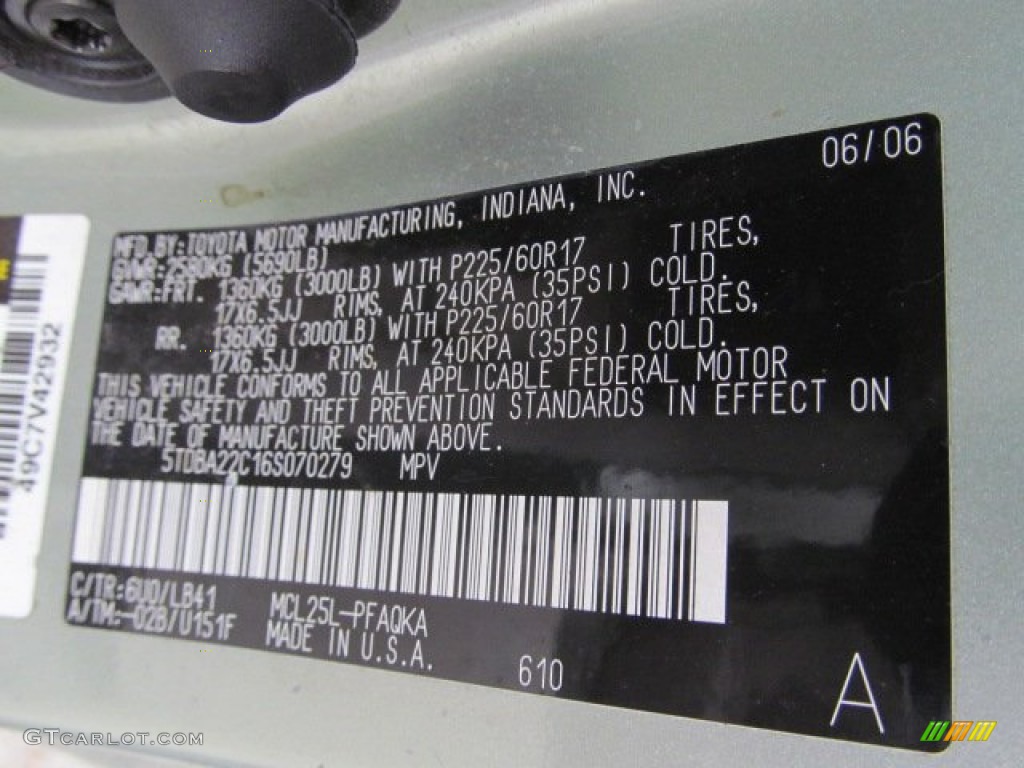 06/06
MFD.BY:TOYOTA MOTOR MANUFACTURING, INDIANA, INC.
GVWR:2580KG (5690LB)
GAWR:FRT. 1360KG (3000LB) WITH P225/60R17 TIRES,
17X6.5JJ RIMS, AT 240KPA (35PSI) COLD.
RR. 1360KG (3000LB) WITH P225/60R17 TIRES,
17X6.5JJ RIMS, AT 240KPA (35PSI) COLD.
THIS VEHICLE CONFORMS TO ALL APPLICABLE FEDERAL MOTOR
VEHICLE SAFETY AND THEFT PREVENTION STANDARDS IN EFFECT ON
THE DATE OF MANUFACTURE SHOWN ABOVE.
5TDBA22C16S070279 MPV
C/TR:6U0/LB41 MCL25L-PFAQKA
A/TM:-02B/U151F MADE IN U.S.A.
610
A
49C7V42932
GTCARLOT.COM